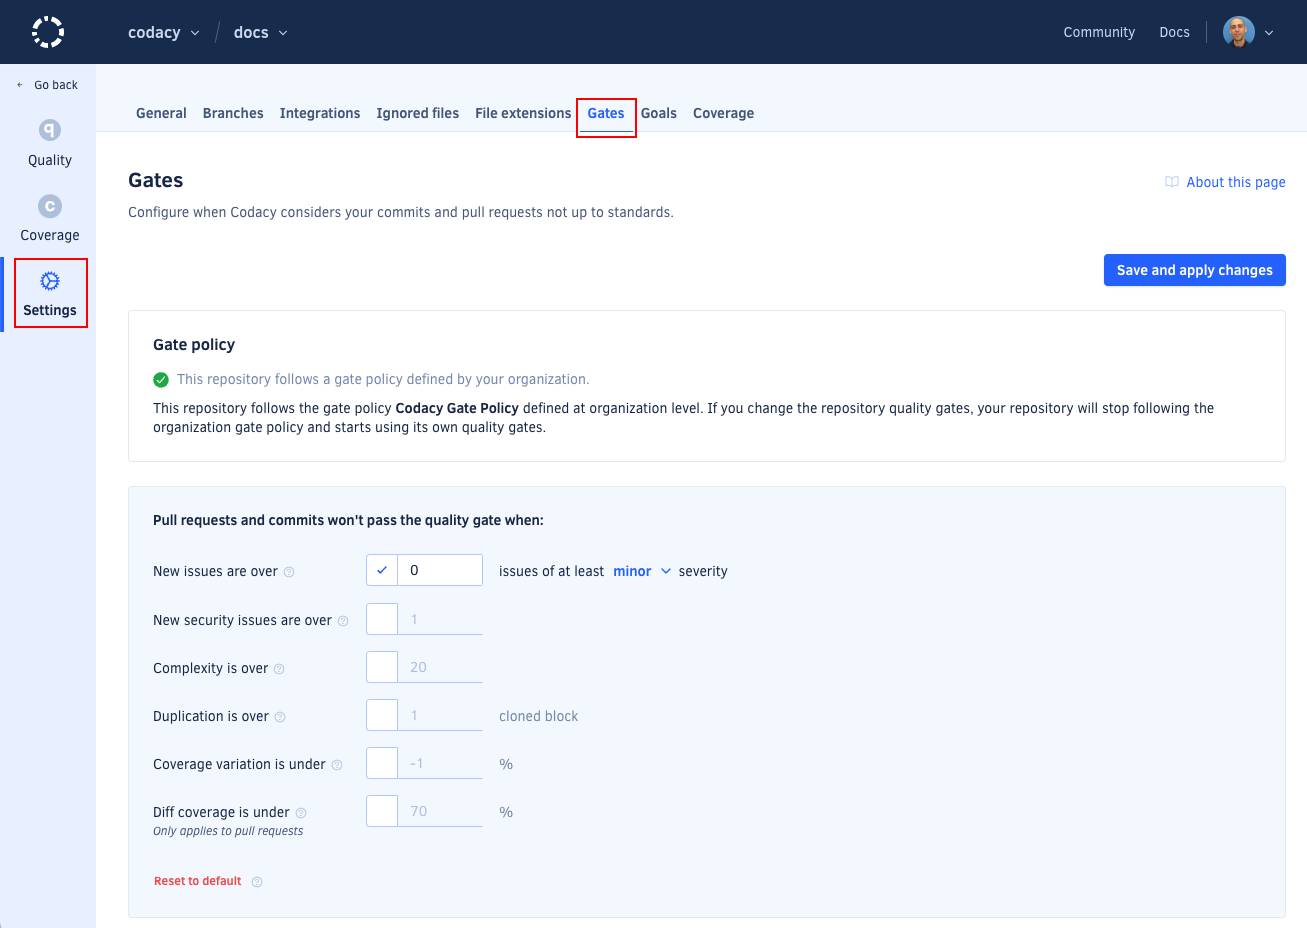 codacy / docs
Community Docs
← Go back
General Branches Integrations Ignored files File extensions Gates Goals Coverage
q
Quality
C
Coverage
Settings
Gates
About this page
Configure when Codacy considers your commits and pull requests not up to standards.
Save and apply changes
Gate policy
This repository follows a gate policy defined by your organization.
This repository follows the gate policy Codacy Gate Policy defined at organization level. If you change the repository quality gates, your repository will stop following the
organization gate policy and starts using its own quality gates.
Pull requests and commits won't pass the quality gate when:
New issues are over ? 0 issues of at least minor severity
New security issues are over ? 1
Complexity is over ? 20
Duplication is over ? 1 cloned block
Coverage variation is under ? -1 %
Diff coverage is under ? 70 %
Only applies to pull requests
Reset to default ?